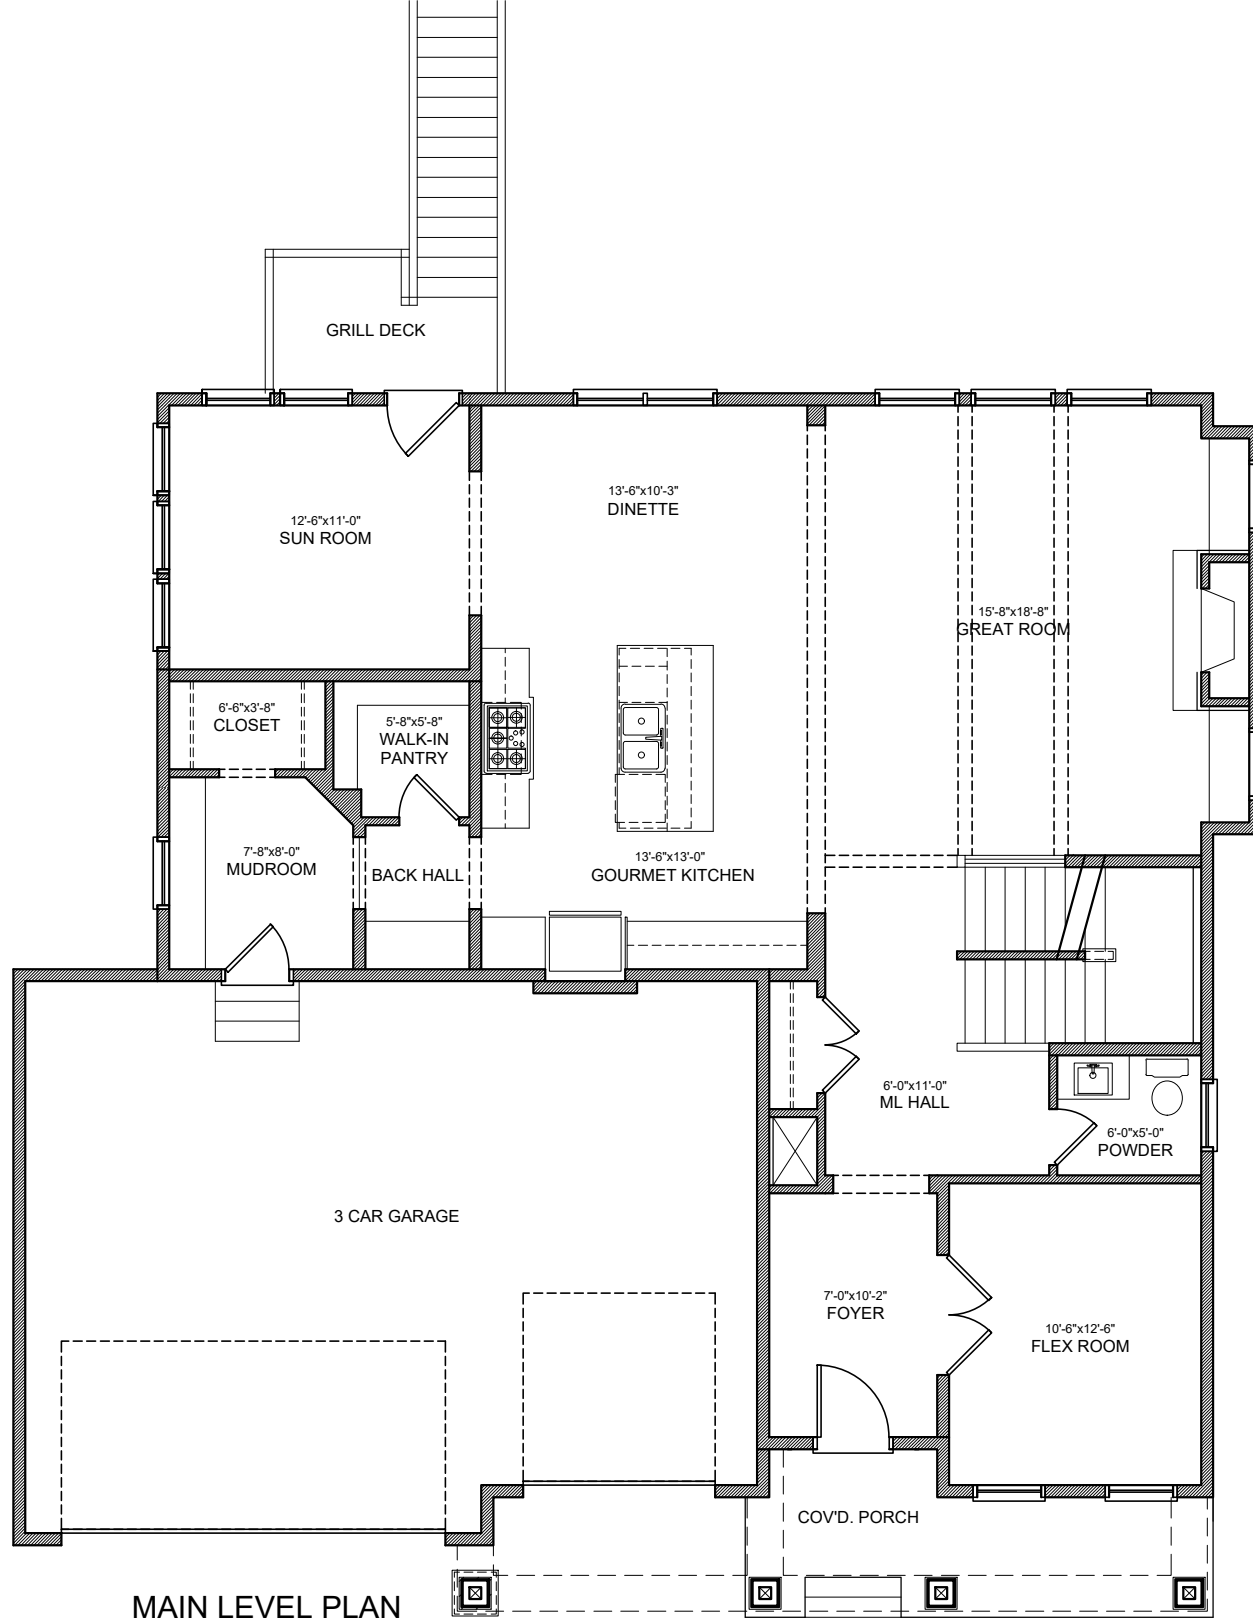 GRILL DECK
13'-6"x10'-3"
DINETTE
12'-6"x11'-0"
SUN ROOM
15'-8"x18'-8"
GREAT ROOM
6'-6"x3'-8"
CLOSET
5'-8"x5'-8"
WALK-IN
PANTRY
7'-8"x8'-0"
MUDROOM
BACK HALL
13'-6"x13'-0"
GOURMET KITCHEN
6'-0"x11'-0"
ML HALL
6'-0"x5'-0"
POWDER
3 CAR GARAGE
7'-0"x10'-2"
FOYER
10'-6"x12'-6"
FLEX ROOM
COV'D. PORCH
MAIN LEVEL PLAN